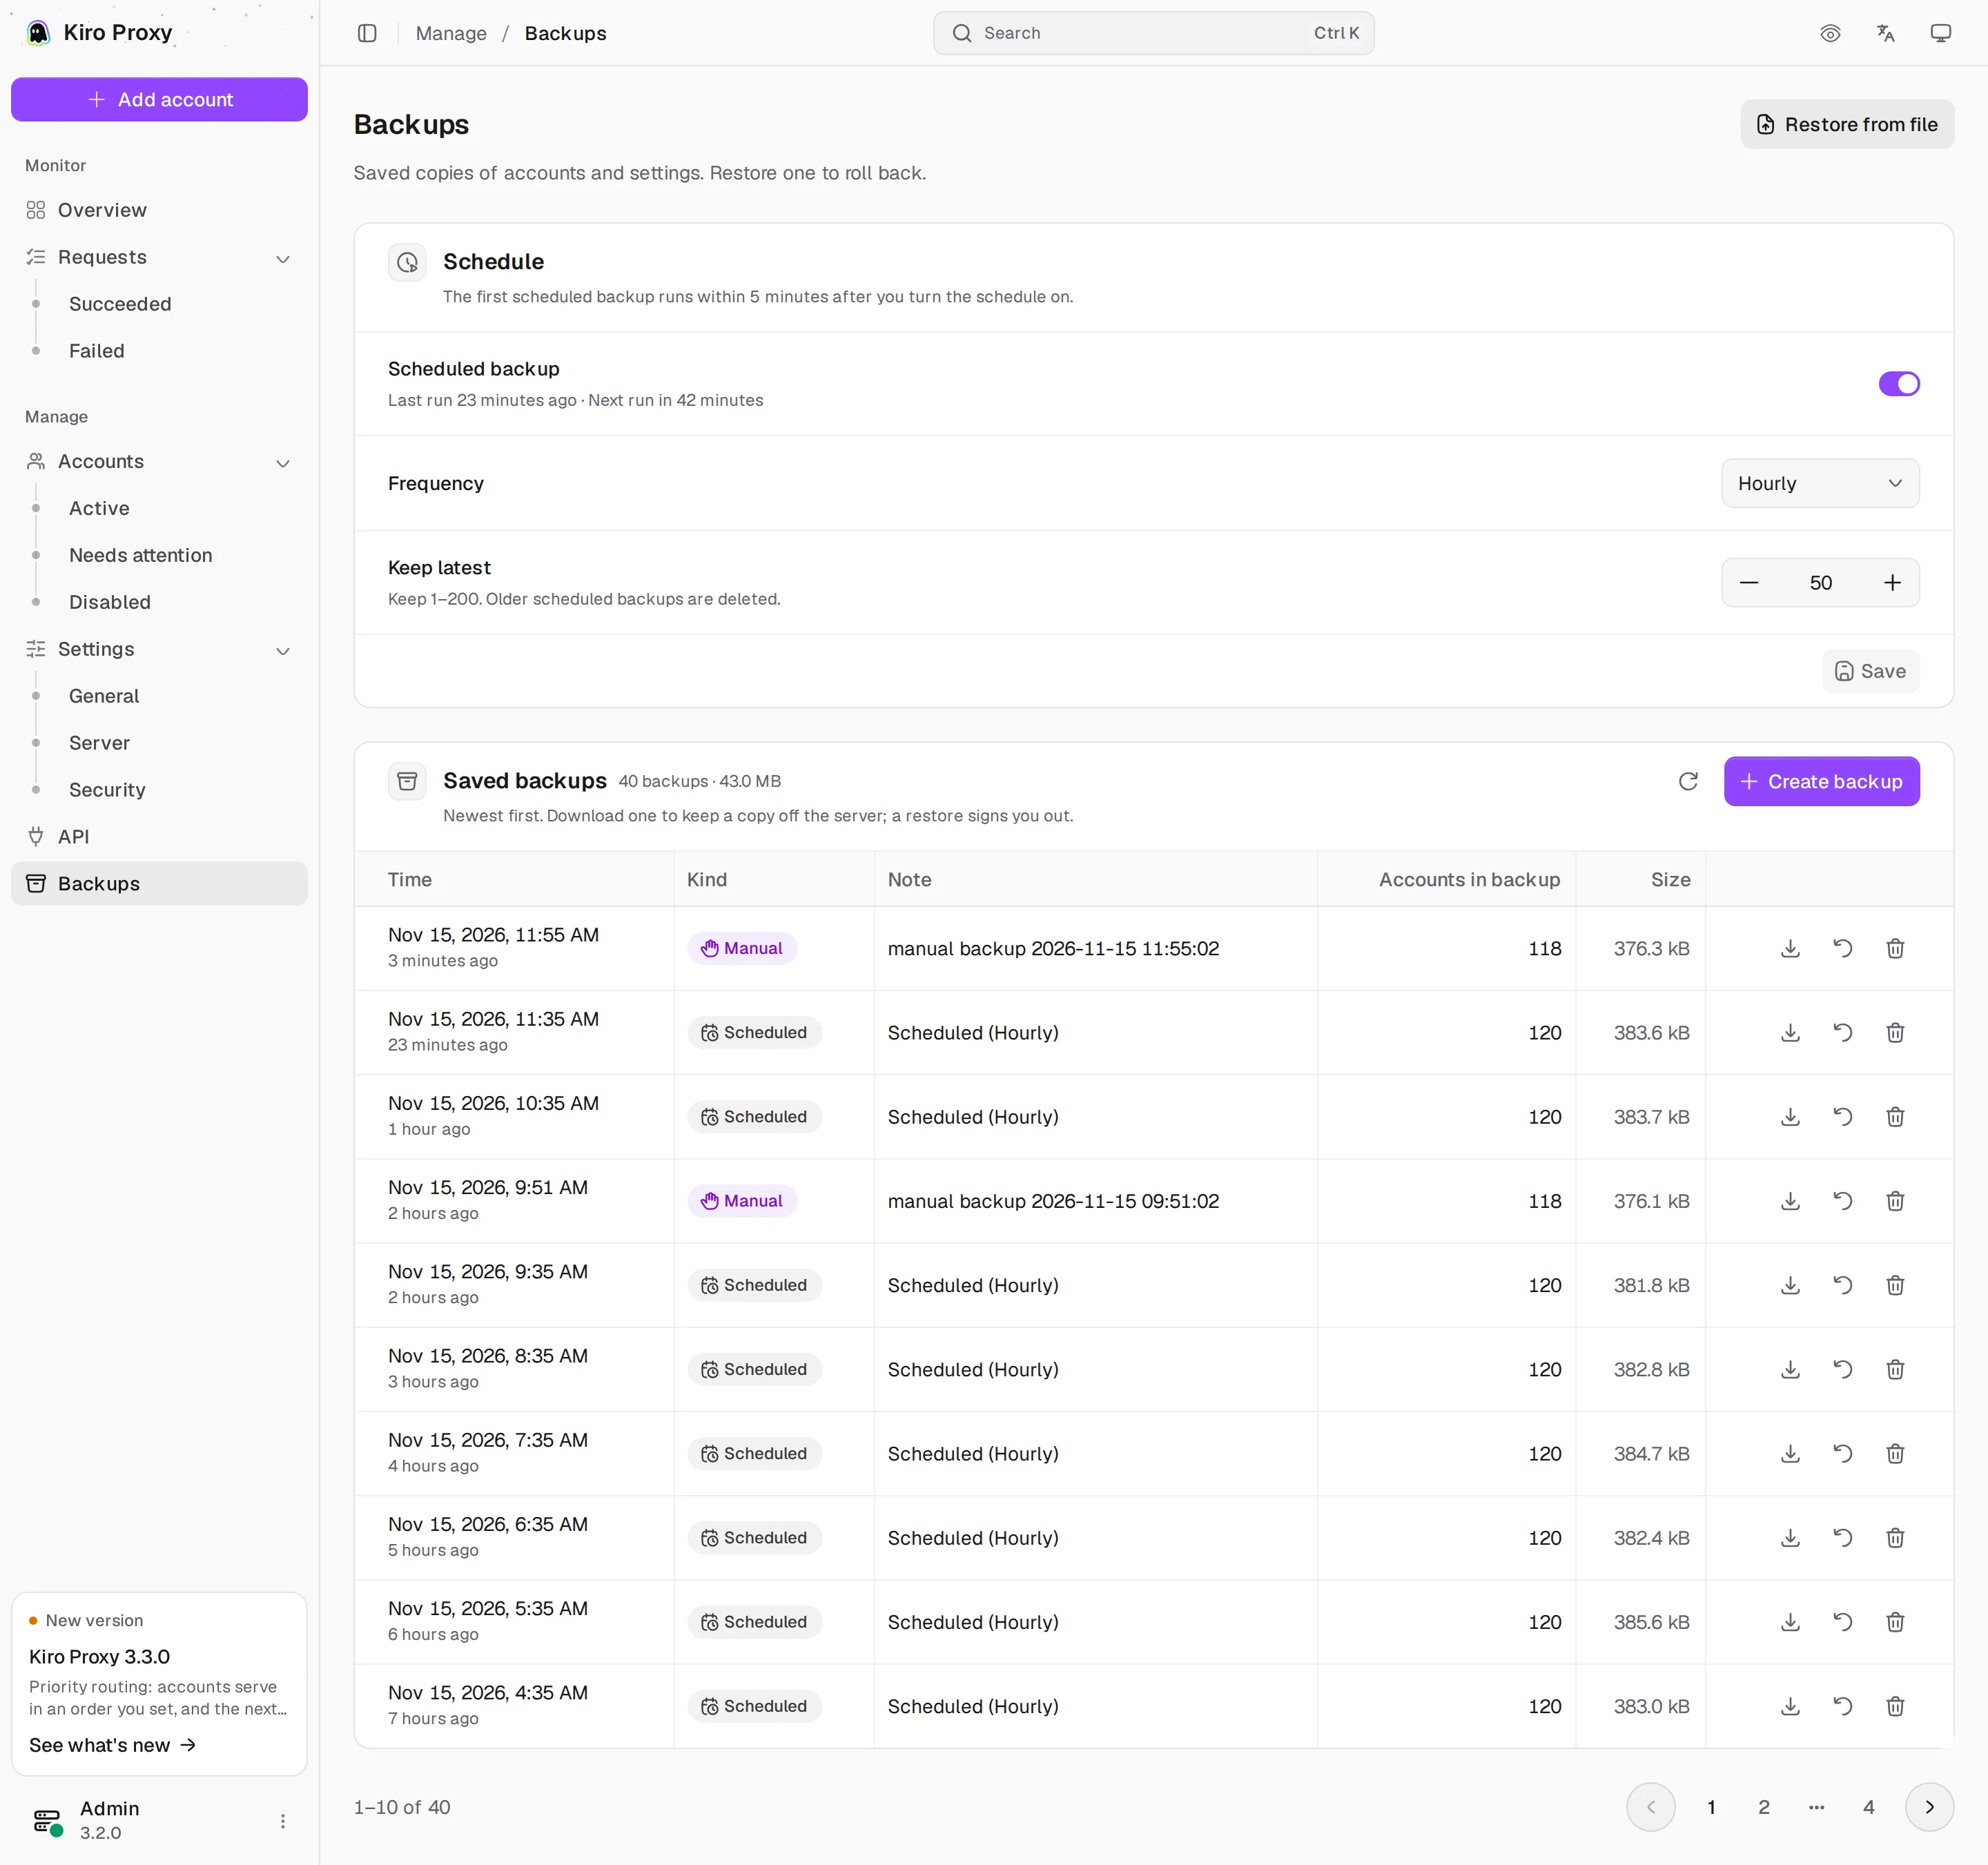 Kiro Proxy
Manage / Backups
Search Ctrl K
Add account
Monitor
Overview
Requests
Succeeded
Failed
Manage
Accounts
Active
Needs attention
Disabled
Settings
General
Server
Security
API
Backups
New version
Kiro Proxy 3.3.0
Priority routing: accounts serve
in an order you set, and the next...
See what's new
Admin
3.2.0
Backups
Restore from file
Saved copies of accounts and settings. Restore one to roll back.
Schedule
The first scheduled backup runs within 5 minutes after you turn the schedule on.
Scheduled backup
Last run 23 minutes ago · Next run in 42 minutes
Frequency
Hourly
Keep latest
Keep 1–200. Older scheduled backups are deleted.
50
Save
Saved backups 40 backups · 43.0 MB
Create backup
Newest first. Download one to keep a copy off the server; a restore signs you out.
Time Kind Note Accounts in backup Size
Nov 15, 2026, 11:55 AM
3 minutes ago
Manual manual backup 2026-11-15 11:55:02 118 376.3 kB
Nov 15, 2026, 11:35 AM
23 minutes ago
Scheduled Scheduled (Hourly) 120 383.6 kB
Nov 15, 2026, 10:35 AM
1 hour ago
Scheduled Scheduled (Hourly) 120 383.7 kB
Nov 15, 2026, 9:51 AM
2 hours ago
Manual manual backup 2026-11-15 09:51:02 118 376.1 kB
Nov 15, 2026, 9:35 AM
2 hours ago
Scheduled Scheduled (Hourly) 120 381.8 kB
Nov 15, 2026, 8:35 AM
3 hours ago
Scheduled Scheduled (Hourly) 120 382.8 kB
Nov 15, 2026, 7:35 AM
4 hours ago
Scheduled Scheduled (Hourly) 120 384.7 kB
Nov 15, 2026, 6:35 AM
5 hours ago
Scheduled Scheduled (Hourly) 120 382.4 kB
Nov 15, 2026, 5:35 AM
6 hours ago
Scheduled Scheduled (Hourly) 120 385.6 kB
Nov 15, 2026, 4:35 AM
7 hours ago
Scheduled Scheduled (Hourly) 120 383.0 kB
1–10 of 40
1 2 ··· 4